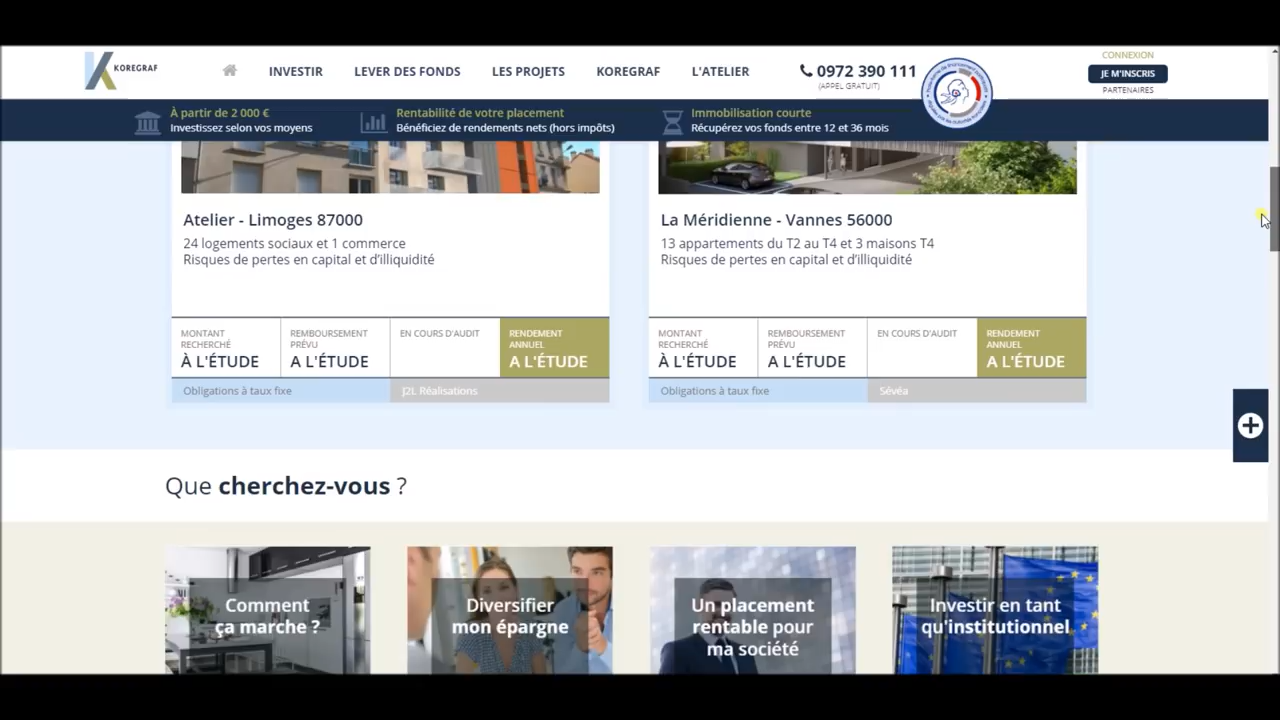 KOREGRAF
INVESTIR
LEVER DES FONDS
LES PROJETS
KOREGRAF
L'ATELIER
0972 390 111
(APPEL GRATUIT)
CONNEXION
JE M'INSCRIS
PARTENAIRES
À partir de 2 000 €
Investissez selon vos moyens
Rentabilité de votre placement
Bénéficiez de rendements nets (hors impôts)
Immobilisation courte
Récupérez vos fonds entre 12 et 36 mois
Atelier - Limoges 87000
24 logements sociaux et 1 commerce
Risques de pertes en capital et d'illiquidité
MONTANT
RECHERCHÉ
À L'ÉTUDE
REMBOURSEMENT
PRÉVU
A L'ÉTUDE
EN COURS D'AUDIT
RENDEMENT
ANNUEL
A L'ÉTUDE
Obligations à taux fixe
J2L Réalisations
La Méridienne - Vannes 56000
13 appartements du T2 au T4 et 3 maisons T4
Risques de pertes en capital et d'illiquidité
MONTANT
RECHERCHÉ
À L'ÉTUDE
REMBOURSEMENT
PRÉVU
A L'ÉTUDE
EN COURS D'AUDIT
RENDEMENT
ANNUEL
A L'ÉTUDE
Obligations à taux fixe
Sévéa
Que cherchez-vous ?
Comment
ça marche ?
Diversifier
mon épargne
Un placement
rentable pour
ma société
Investir en tant
qu'institutionnel